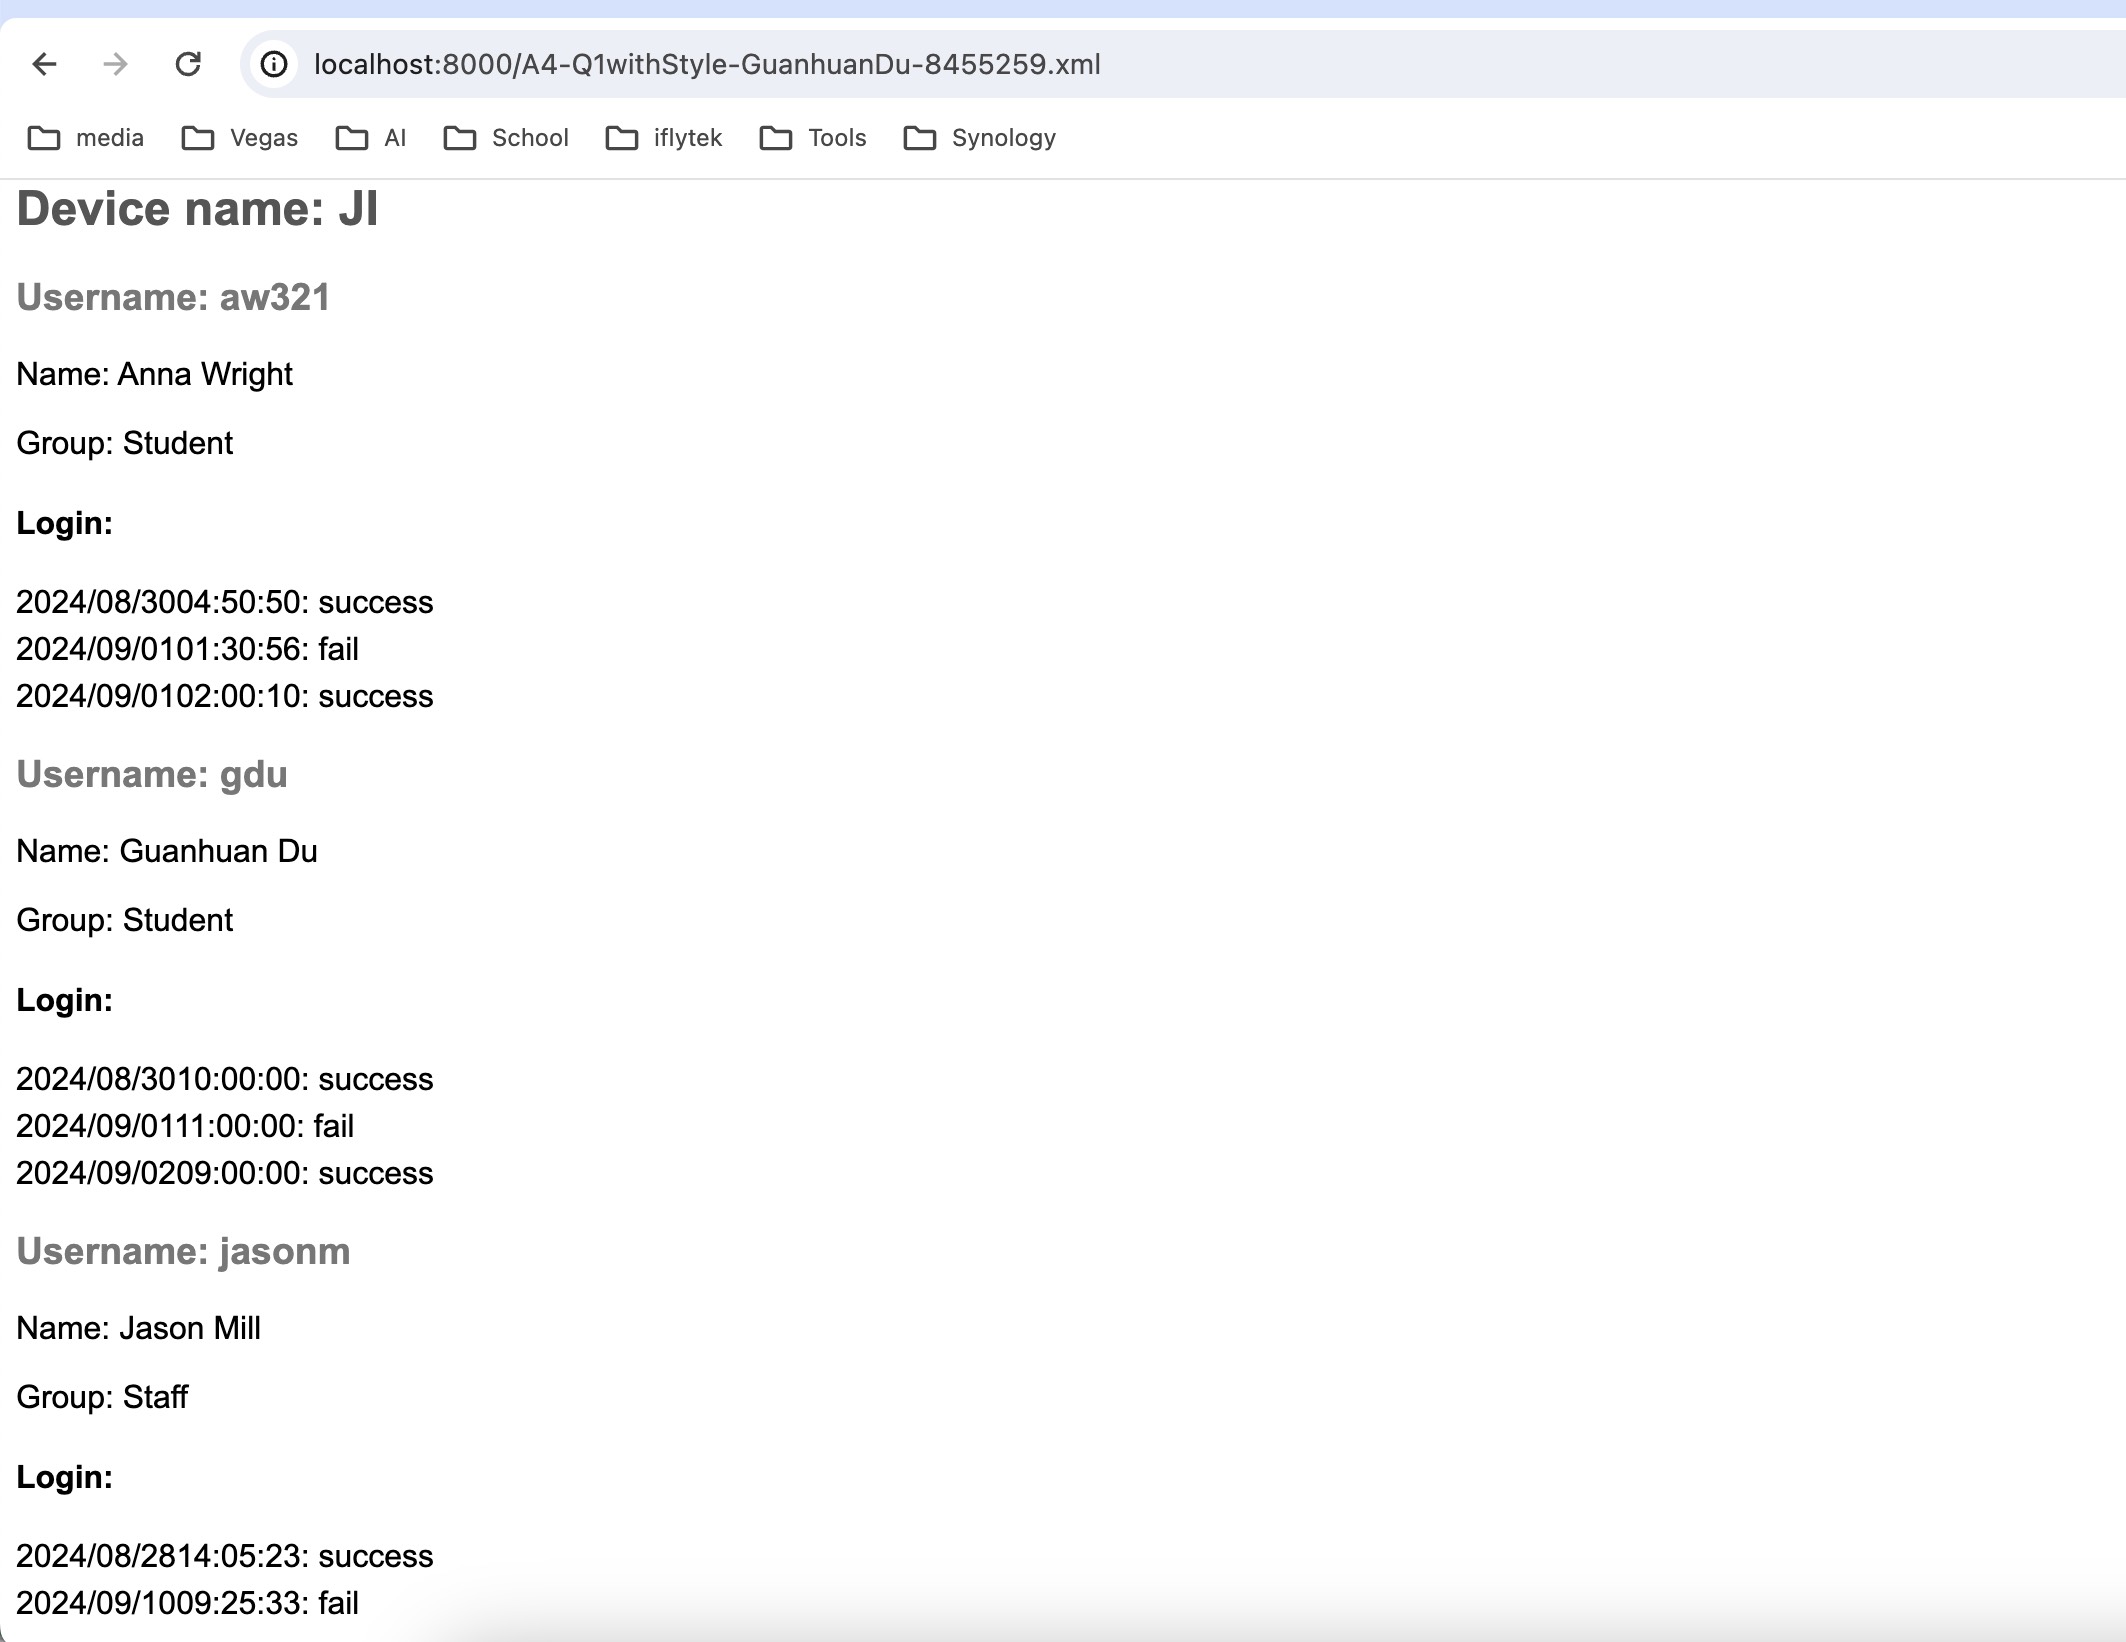 localhost:8000/A4-Q1withStyle-GuanhuanDu-8455259.xml
media Vegas AI School iflytek Tools Synology
Device name: JI
Username: aw321
Name: Anna Wright
Group: Student
Login:
2024/08/3004:50:50: success
2024/09/0101:30:56: fail
2024/09/0102:00:10: success
Username: gdu
Name: Guanhuan Du
Group: Student
Login:
2024/08/3010:00:00: success
2024/09/0111:00:00: fail
2024/09/0209:00:00: success
Username: jasonm
Name: Jason Mill
Group: Staff
Login:
2024/08/2814:05:23: success
2024/09/1009:25:33: fail